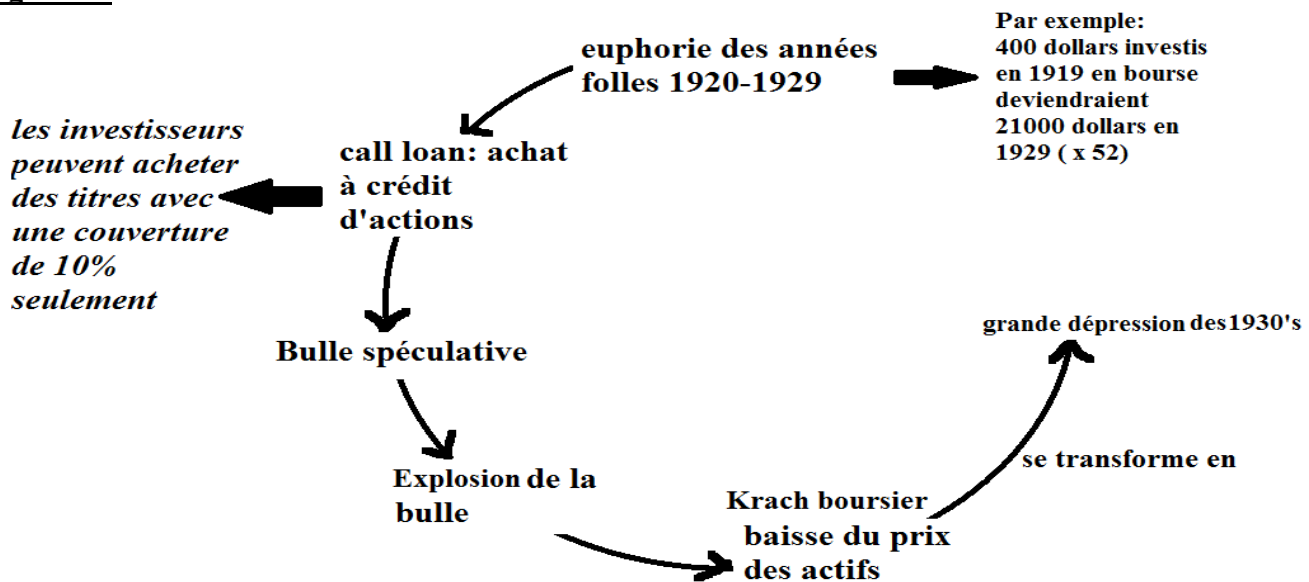 euphorie des années
folles 1920-1929
Par exemple:
400 dollars investis
en 1919 en bourse
deviendraient
21000 dollars en
1929 ( x 52)
call loan: achat
à crédit
d'actions
les investisseurs
peuvent acheter
des titres avec
une couverture
de 10%
seulement
Bulle spéculative
Explosion de la
bulle
Krach boursier
baisse du prix
des actifs
se transforme en
grande dépression des 1930's